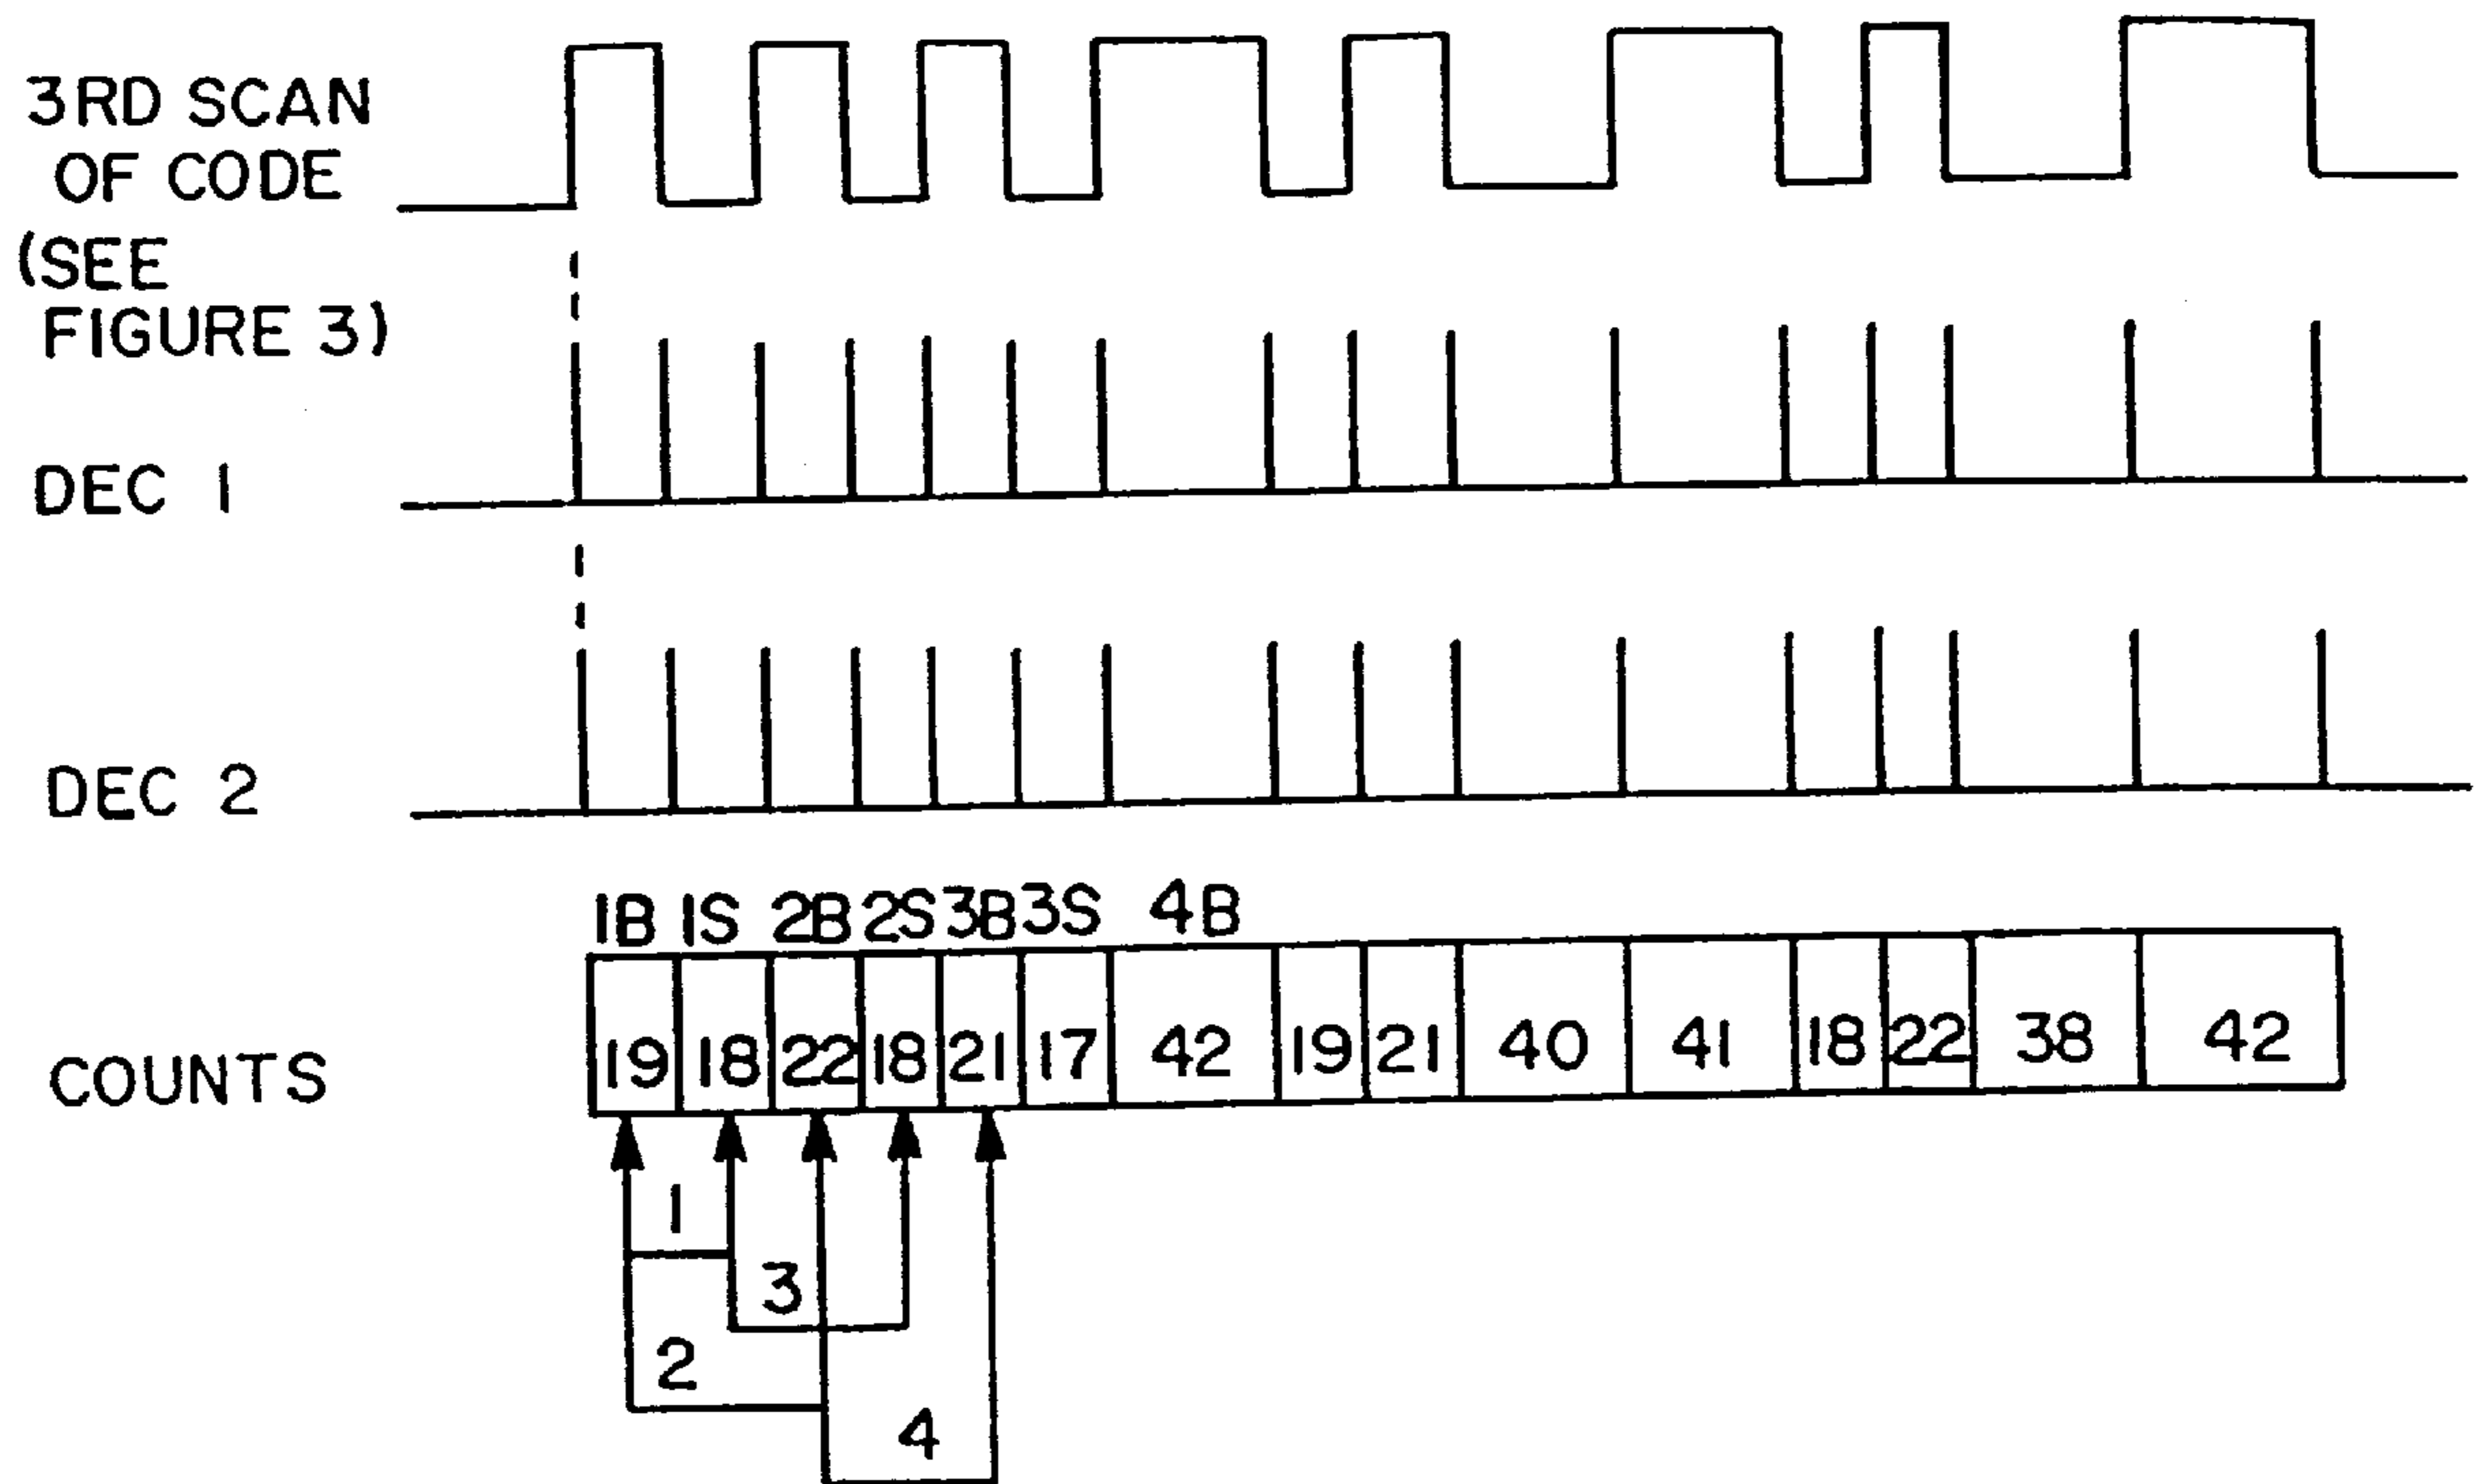 3RD SCAN
OF CODE
(SEE
FIGURE 3)
DEC 1
DEC 2
1B 1S 2B 2S 3B 3S 4B
COUNTS 19 18 22 18 21 17 42 19 21 40 41 18 22 38 42
1
3
2
4